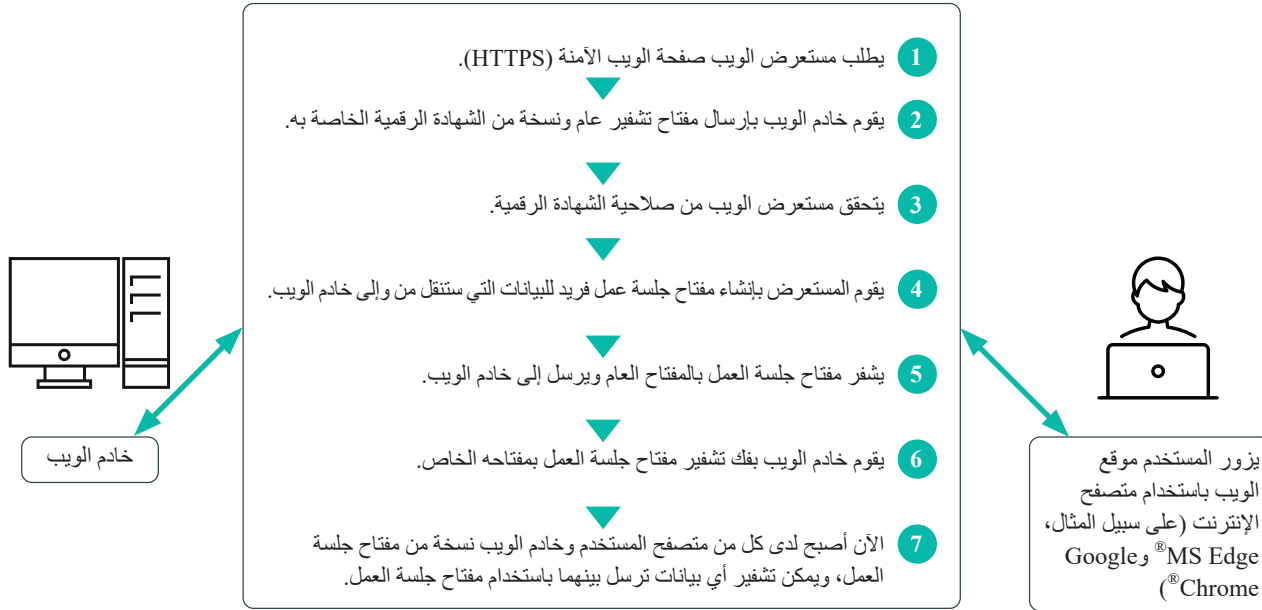 1 يطلب مستعرض الويب صفحة الويب الآمنة (HTTPS).
2 يقوم خادم الويب بإرسال مفتاح تشفير عام ونسخة من الشهادة الرقمية الخاصة به.
3 يتحقق مستعرض الويب من صلاحية الشهادة الرقمية.
4 يقوم المستعرض بإنشاء مفتاح جلسة عمل فريد للبيانات التي ستنقل من وإلى خادم الويب.
5 يشفر مفتاح جلسة العمل بالمفتاح العام ويرسل إلى خادم الويب.
6 يقوم خادم الويب بفك تشفير مفتاح جلسة العمل بمفتاحه الخاص.
7 الآن أصبح لدى كل من متصفح المستخدم وخادم الويب نسخة من مفتاح جلسة
العمل، ويمكن تشفير أي بيانات ترسل بينهما باستخدام مفتاح جلسة العمل.
يزور المستخدم موقع
الويب باستخدام متصفح
الإنترنت (على سبيل المثال،
MS Edge® وGoogle
Chrome®)
خادم الويب